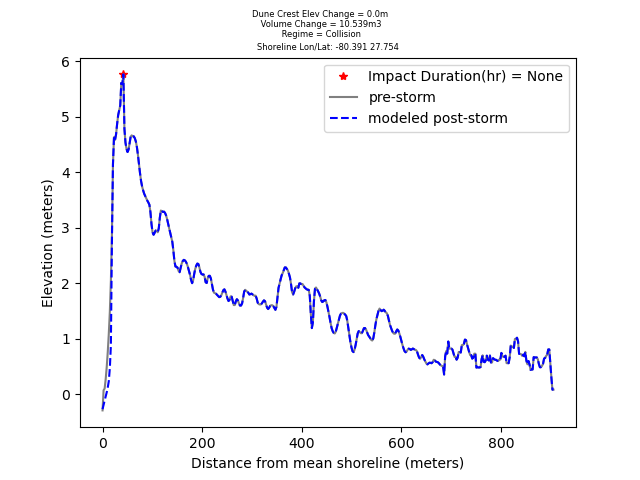 Dune Crest Elev Change = 0.0m
Volume Change = 10.539m3
Regime = Collision
Shoreline Lon/Lat: -80.391 27.754
Impact Duration(hr) = None
pre-storm
modeled post-storm
Elevation (meters)
6
5
4
3
2
1
0
0 200 400 600 800
Distance from mean shoreline (meters)